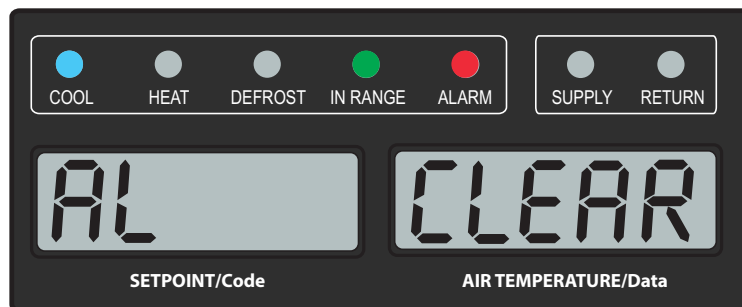 COOL HEAT DEFROST IN RANGE ALARM SUPPLY RETURN
AL CLEAR
SETPOINT/Code AIR TEMPERATURE/Data